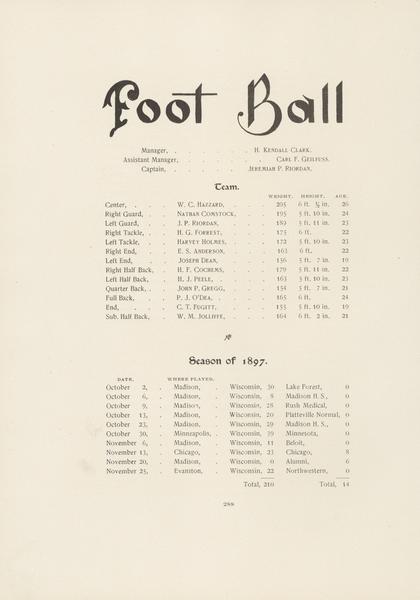 Foot Ball
Manager, . . . . . . . H. Kendall Clark.
Assistant Manager, . . . . . . Carl F. Geilfuss.
Captain, . . . . . . Jeremiah P. Riordan.
Team.
WEIGHT. HEIGHT. AGE.
Center, . . W. C. Hazzard, . . . 205 6 ft. ½ in. 26
Right Guard, . . Nathan Comstock, . . . 195 5 ft. 10 in. 24
Left Guard, . . J. P. Riordan, . . . 189 5 ft. 11 in. 23
Right Tackle, . . H. G. Forrest, . . . 175 6 ft. 22
Left Tackle, . . Harvey Holmes, . . . 172 5 ft. 10 in. 23
Right End, . . E. S. Anderson, . . . 163 6 ft. 22
Left End, . . Joseph Dean, . . . 156 5 ft. 7 in. 19
Right Half Back, . H. F. Cochems, . . . 179 5 ft. 11 in. 22
Left Half Back, . H. J. Peele, . . . 163 5 ft. 10 in. 23
Quarter Back, . . John P. Gregg, . . . 154 5 ft. 7 in. 21
Full Back, . . P. J. O'Dea, . . . 165 6 ft. 24
End, . . . C. T. Fugitt, . . . 155 5 ft. 10 in. 19
Sub. Half Back, . W. M. Jolliffe, . . . 164 6 ft. 2 in. 21
Season of 1897.
DATE. WHERE PLAYED.
October 2, . Madison, . Wisconsin, 30 Lake Forest, 0
October 6, . Madison, . Wisconsin, 8 Madison H. S., 0
October 9, . Madison, . Wisconsin, 28 Rush Medical, 0
October 13, . Madison, . Wisconsin, 20 Platteville Normal, 0
October 23, . Madison, . Wisconsin, 29 Madison H. S., 0
October 30, . Minneapolis, . Wisconsin, 39 Minnesota, 0
November 6, . Madison, . Wisconsin, 11 Beloit, 0
November 13, . Chicago, . Wisconsin, 23 Chicago, 8
November 20, . Madison, . Wisconsin, 0 Alumni, 6
November 25, . Evanston, . Wisconsin, 22 Northwestern, 0
Total, 210 Total, 14
288